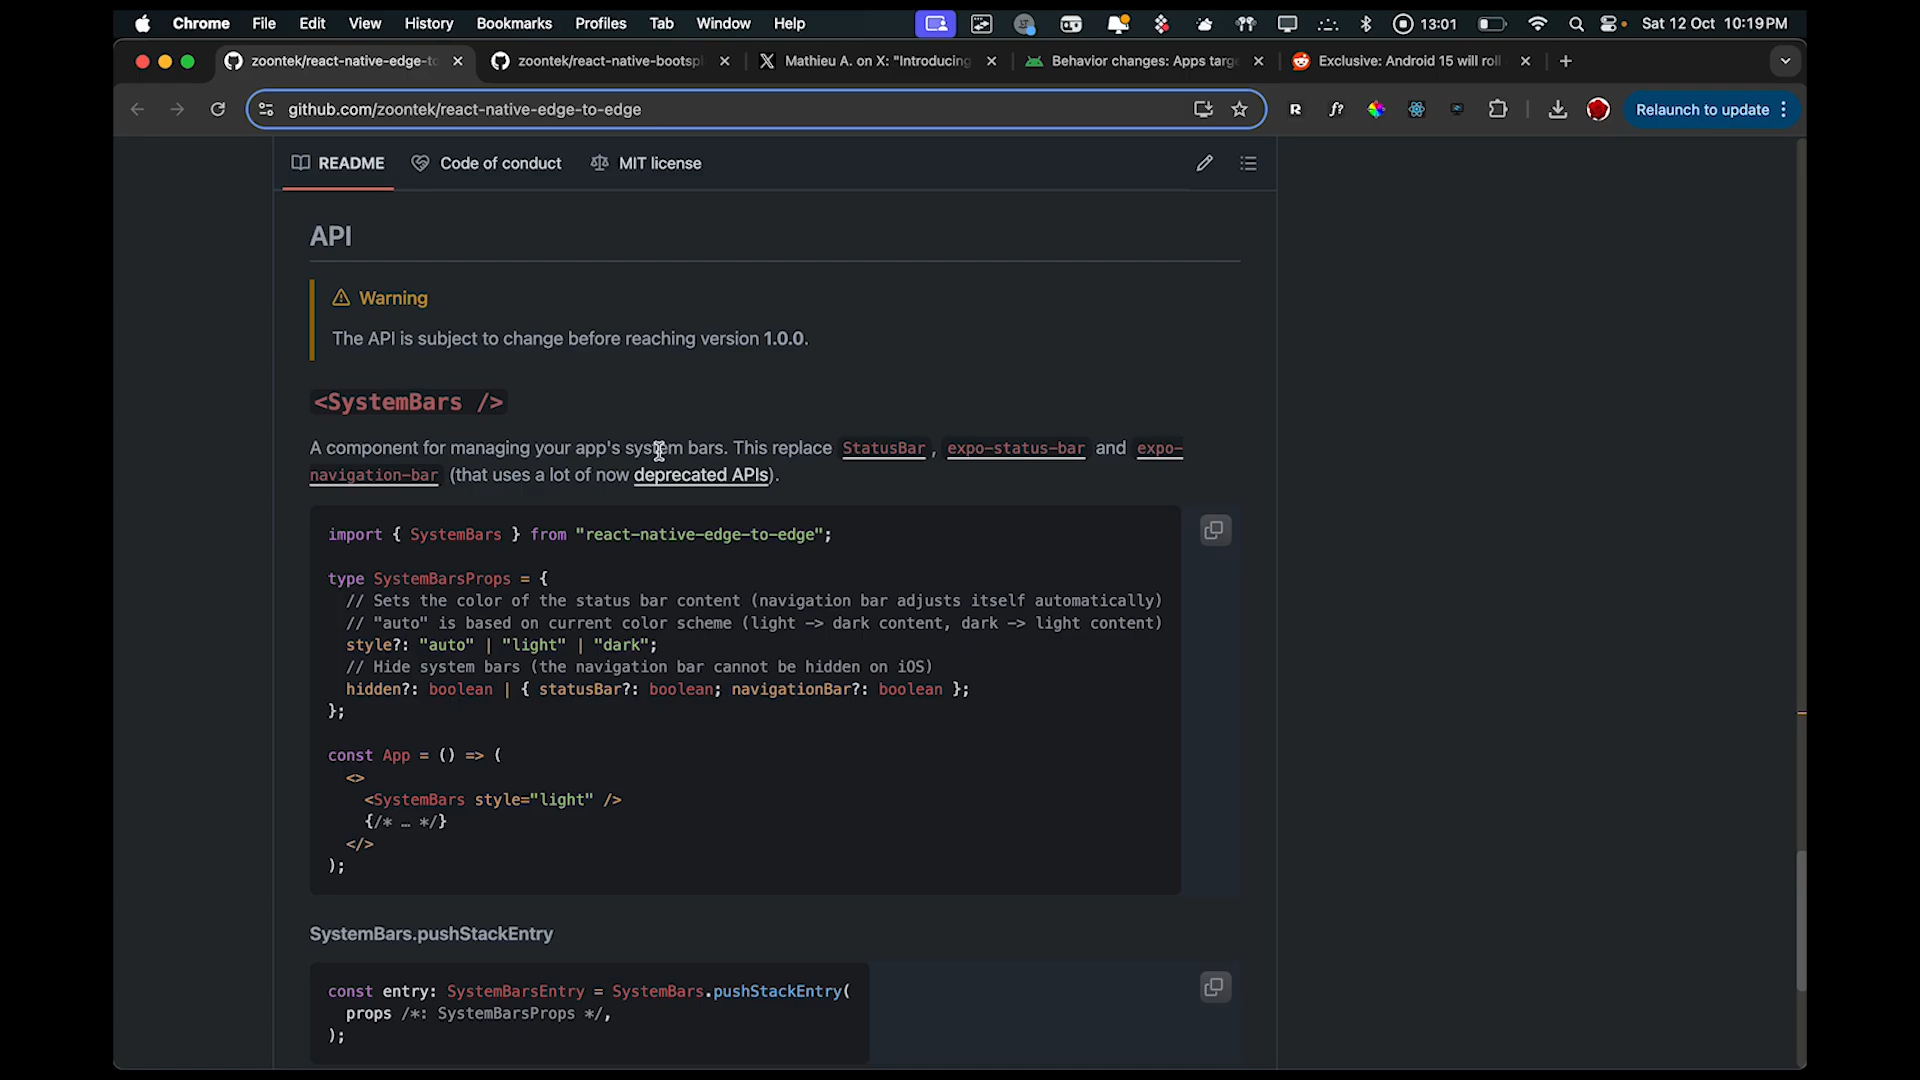 Chrome File Edit View History Bookmarks Profiles Tab Window Help 13:01 Sat 12 Oct 10:19 PM
zoontek/react-native-edge-to zoontek/react-native-bootspl Mathieu A. on X: "Introducing Behavior changes: Apps targe Exclusive: Android 15 will roll
github.com/zoontek/react-native-edge-to-edge R f? Relaunch to update
README Code of conduct MIT license
API
Warning
The API is subject to change before reaching version 1.0.0.
<SystemBars />
A component for managing your app's system bars. This replace StatusBar , expo-status-bar and expo-
navigation-bar (that uses a lot of now deprecated APIs).
import { SystemBars } from "react-native-edge-to-edge";
type SystemBarsProps = {
// Sets the color of the status bar content (navigation bar adjusts itself automatically)
// "auto" is based on current color scheme (light -> dark content, dark -> light content)
style?: "auto" | "light" | "dark";
// Hide system bars (the navigation bar cannot be hidden on iOS)
hidden?: boolean | { statusBar?: boolean; navigationBar?: boolean };
};
const App = () => (
<>
<SystemBars style="light" />
{/* … */}
</>
);
SystemBars.pushStackEntry
const entry: SystemBarsEntry = SystemBars.pushStackEntry(
props /*: SystemBarsProps */,
);